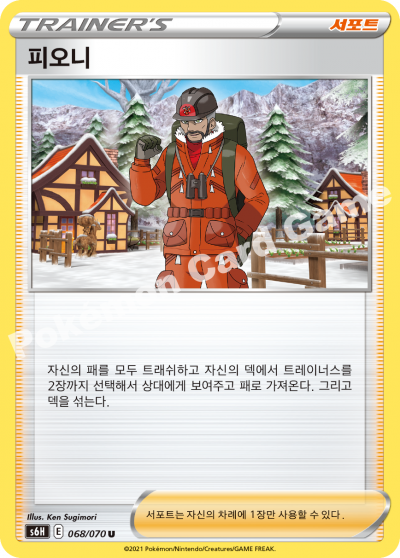 TRAINER'S
서포트
피오니
Pokémon Card Game
자신의 패를 모두 트래쉬하고 자신의 덱에서 트레이너스를
2장까지 선택해서 상대에게 보여주고 패로 가져온다. 그리고
덱을 섞는다.
Illus. Ken Sugimori
s6H E 068/070 U
서포트는 자신의 차례에 1장만 사용할 수 있다.
©2021 Pokémon/Nintendo/Creatures/GAME FREAK.